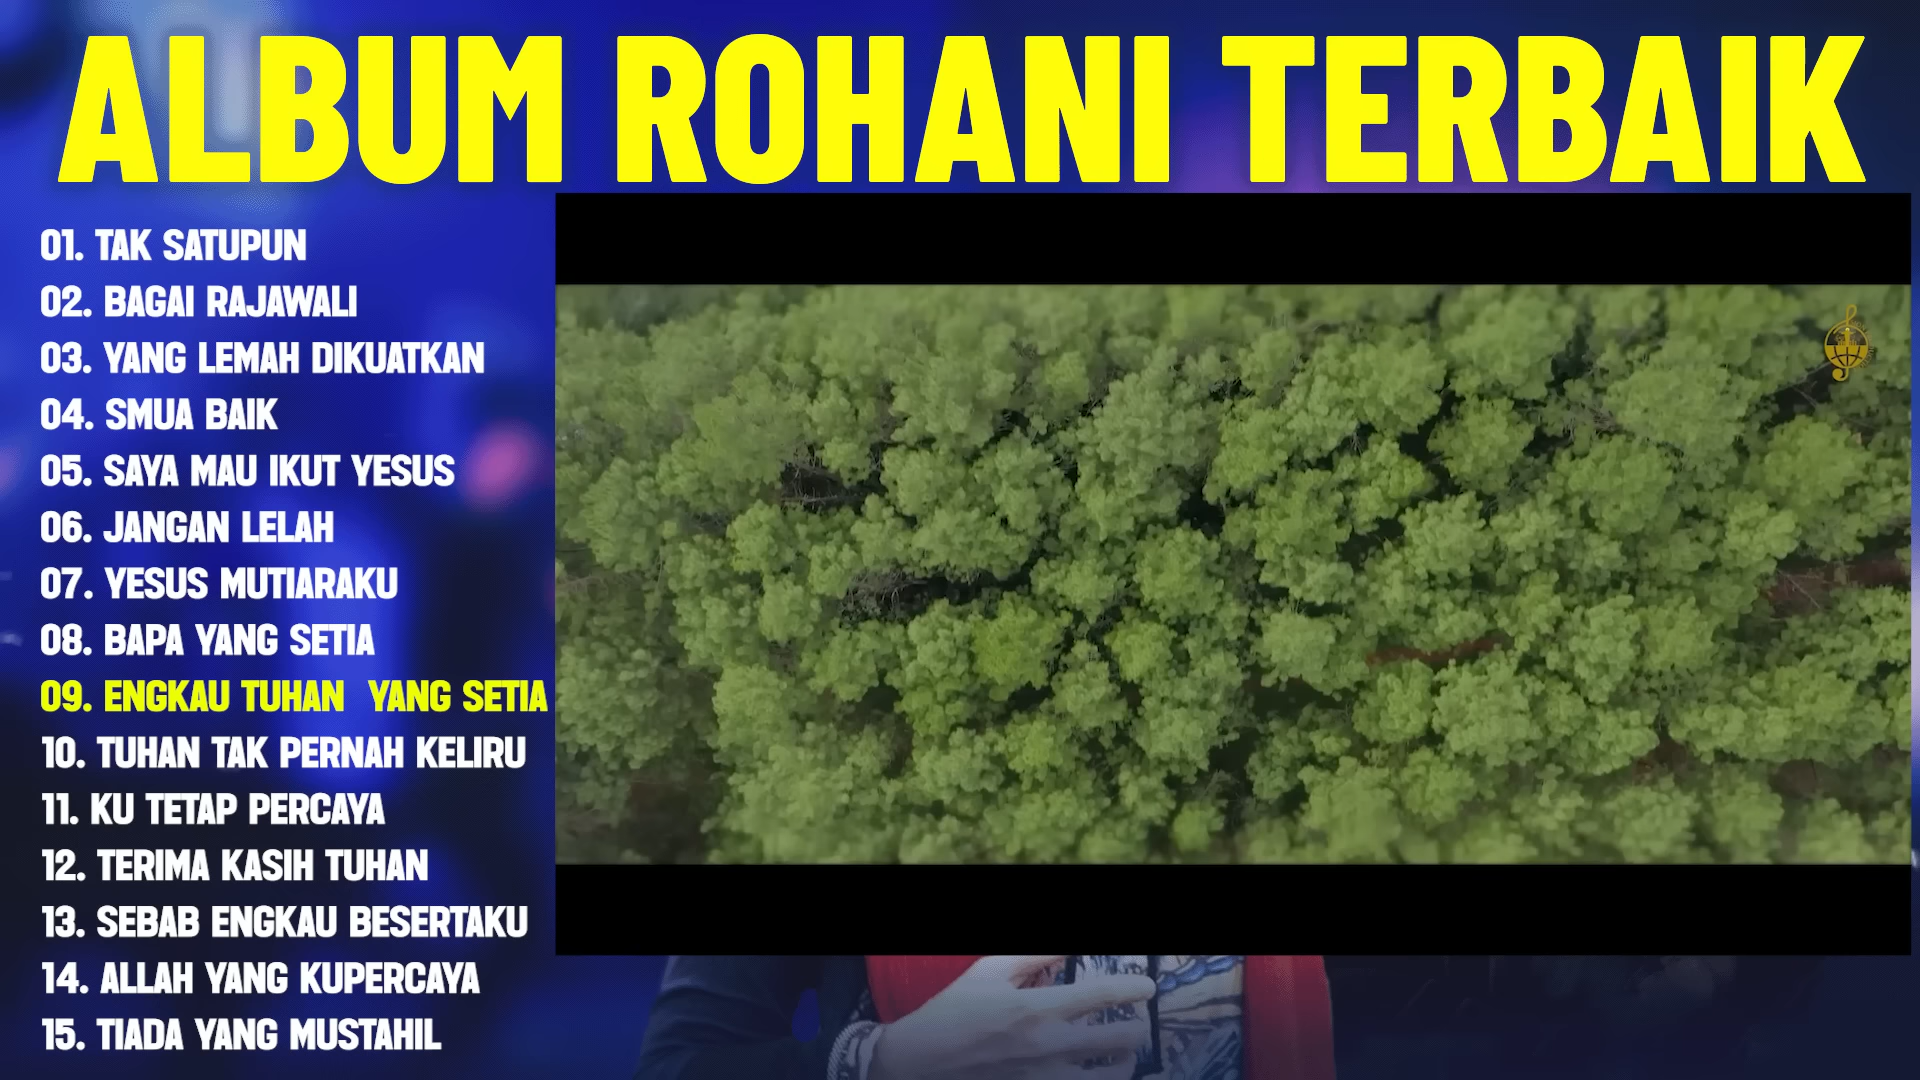 ALBUM ROHANI TERBAIK
01. TAK SATUPUN
02. BAGAI RAJAWALI
03. YANG LEMAH DIKUATKAN
04. SMUA BAIK
05. SAYA MAU IKUT YESUS
06. JANGAN LELAH
07. YESUS MUTIARAKU
08. BAPA YANG SETIA
09. ENGKAU TUHAN  YANG SETIA
10. TUHAN TAK PERNAH KELIRU
11. KU TETAP PERCAYA
12. TERIMA KASIH TUHAN
13. SEBAB ENGKAU BESERTAKU
14. ALLAH YANG KUPERCAYA
15. TIADA YANG MUSTAHIL